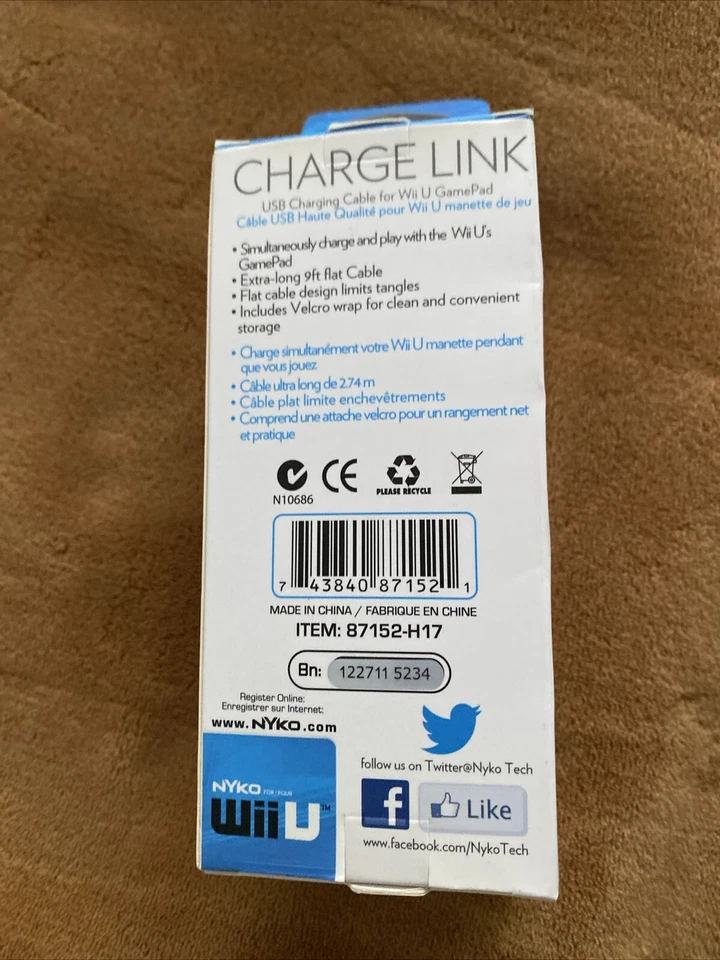 CHARGE LINK
USB Charging Cable for Wii U GamePad
Câble USB Haute Qualité pour Wii U manette de jeu
• Simultaneously charge and play with the Wii U's
GamePad
• Extra-long 9ft flat Cable
• Flat cable design limits tangles
• Includes Velcro wrap for clean and convenient
storage
• Charge simultanément votre Wii U manette pendant
que vous jouez
• Câble ultra long de 2.74 m
• Câble plat limite enchevêtrements
• Comprend une attache velcro pour un rangement net
et pratique
N10686
CE
PLEASE RECYCLE
7 43840 87152 1
MADE IN CHINA / FABRIQUE EN CHINE
ITEM: 87152-H17
Bn: 122711 5234
Register Online:
Enregistrer sur Internet:
www.NYKO.com
follow us on Twitter@Nyko Tech
NYKO FOR / POUR
Wii U™
f Like
www.facebook.com/NykoTech